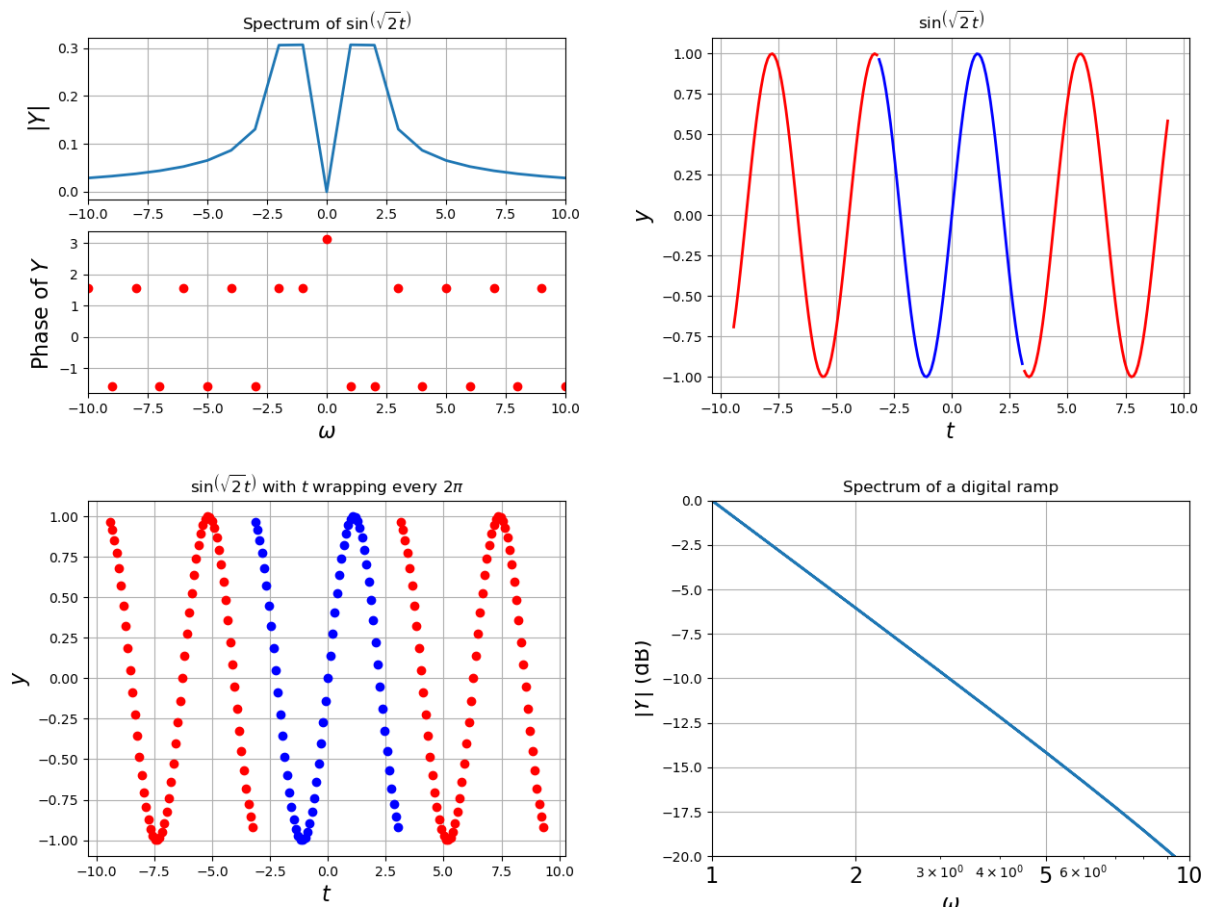 Spectrum of sin(√2t)
|Y|
0.3
0.2
0.1
0.0
−10.0 −7.5 −5.0 −2.5 0.0 2.5 5.0 7.5 10.0
Phase of Y
3
2
1
0
−1
−10.0 −7.5 −5.0 −2.5 0.0 2.5 5.0 7.5 10.0
ω
sin(√2t)
y
1.00
0.75
0.50
0.25
0.00
−0.25
−0.50
−0.75
−1.00
−10.0 −7.5 −5.0 −2.5 0.0 2.5 5.0 7.5 10.0
t
sin(√2t) with t wrapping every 2π
y
1.00
0.75
0.50
0.25
0.00
−0.25
−0.50
−0.75
−1.00
−10.0 −7.5 −5.0 −2.5 0.0 2.5 5.0 7.5 10.0
t
Spectrum of a digital ramp
|Y| (dB)
0.0
−2.5
−5.0
−7.5
−10.0
−12.5
−15.0
−17.5
−20.0
1 2 3 × 10⁰ 4 × 10⁰ 5 6 × 10⁰ 10
ω